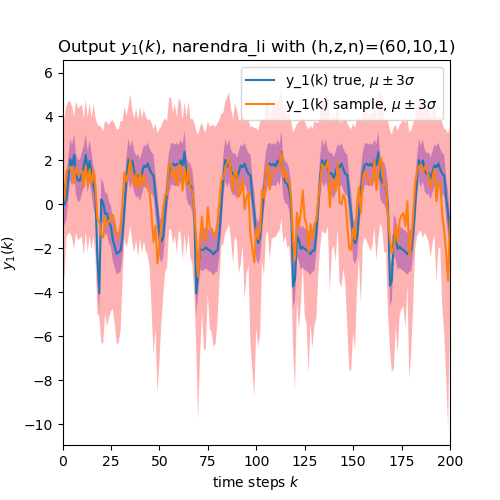 Output y₁(k), narendra_li with (h,z,n)=(60,10,1)
y_1(k) true, μ ± 3σ
y_1(k) sample, μ ± 3σ
y₁(k)
6
4
2
0
−2
−4
−6
−8
−10
0 25 50 75 100 125 150 175 200
time steps k